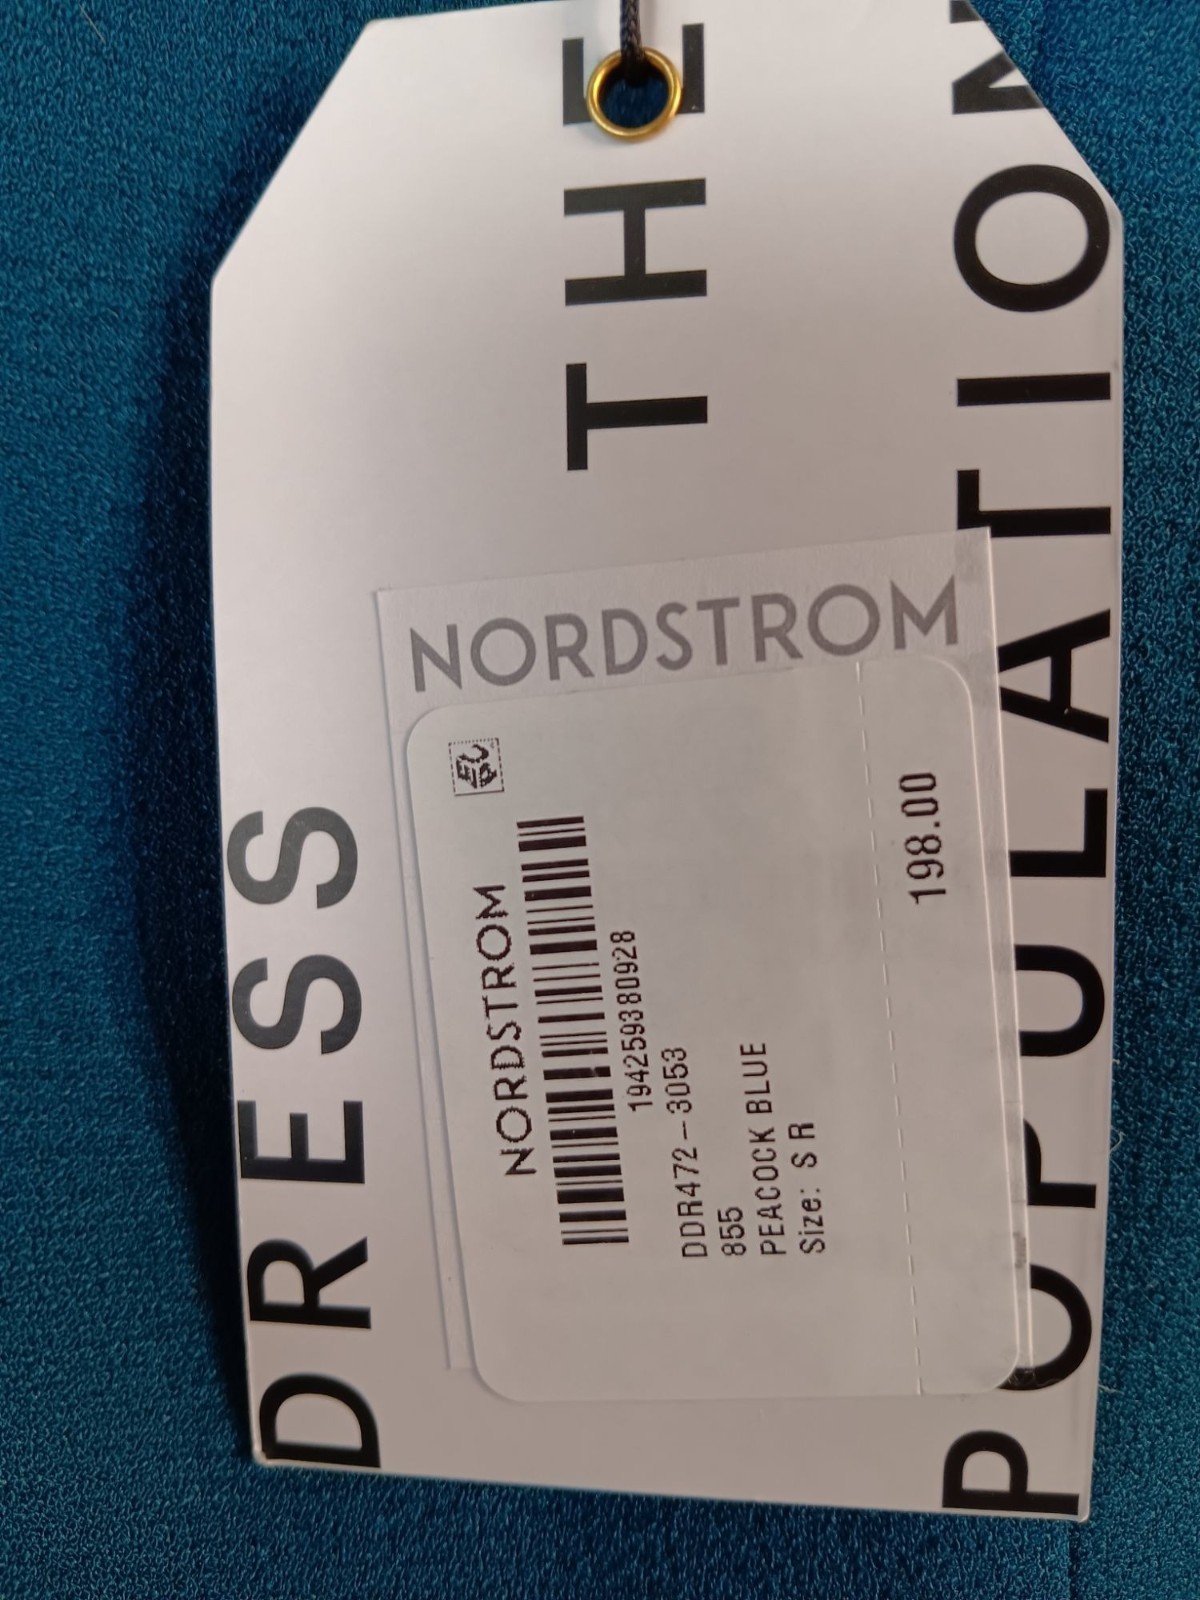 DRESS
THE
POPULATION
NORDSTROM
NORDSTROM
194259380928
DDR472-3053
855
PEACOCK BLUE
Size: S R
198.00